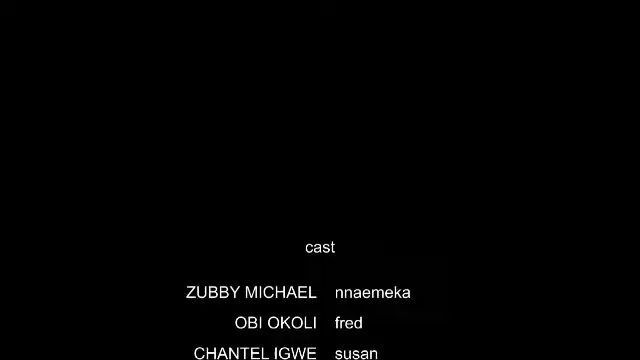 cast
ZUBBY MICHAEL nnaemeka
OBI OKOLI fred
CHANTEL IGWE susan